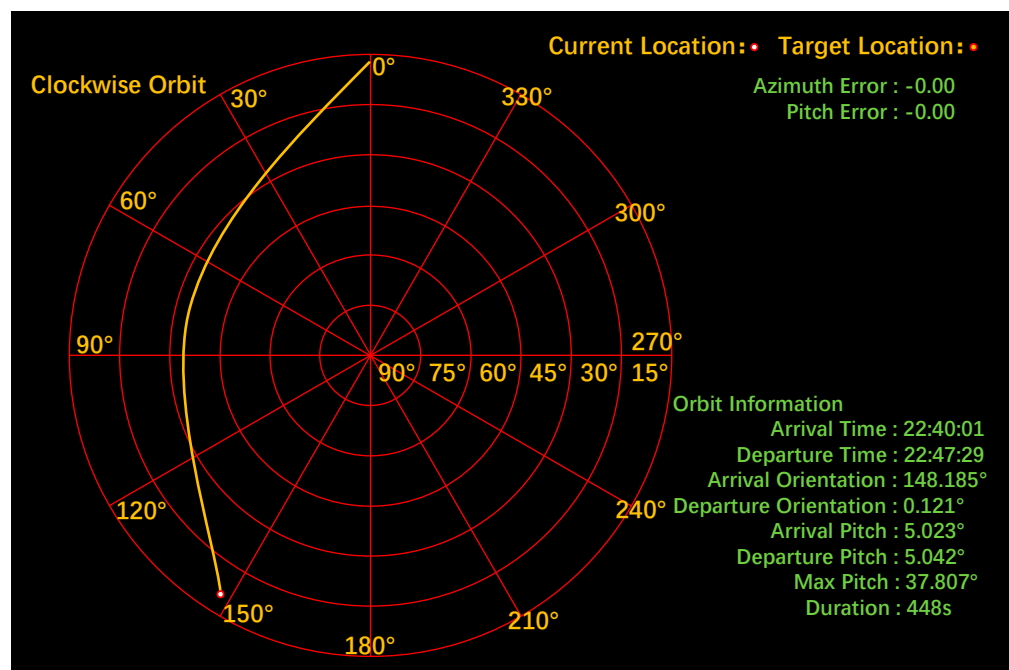 Current Location: Target Location:
Clockwise Orbit
Azimuth Error : -0.00
Pitch Error : -0.00
0°
30°
330°
60°
300°
90°
270°
90° 75° 60° 45° 30° 15°
120°
240°
150°
210°
180°
Orbit Information
Arrival Time : 22:40:01
Departure Time : 22:47:29
Arrival Orientation : 148.185°
Departure Orientation : 0.121°
Arrival Pitch : 5.023°
Departure Pitch : 5.042°
Max Pitch : 37.807°
Duration : 448s